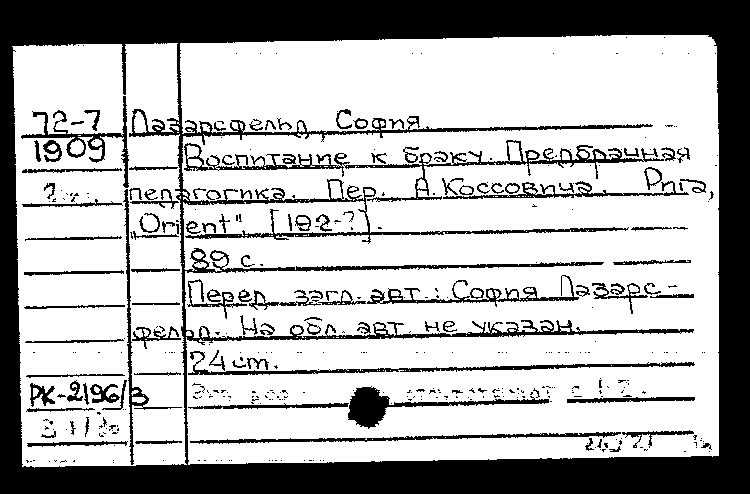 72-7 Лазарсфельд, София.
1909 Воспитание к браку. Предбрачная
педагогика. Пер. А. Коссовича. Рига,
„Orient", [192-?].
89 с.
Перед загл. авт.: София Лазарс-
фельд. На обл. авт. не указан.
24 cm.
РК-2196/3